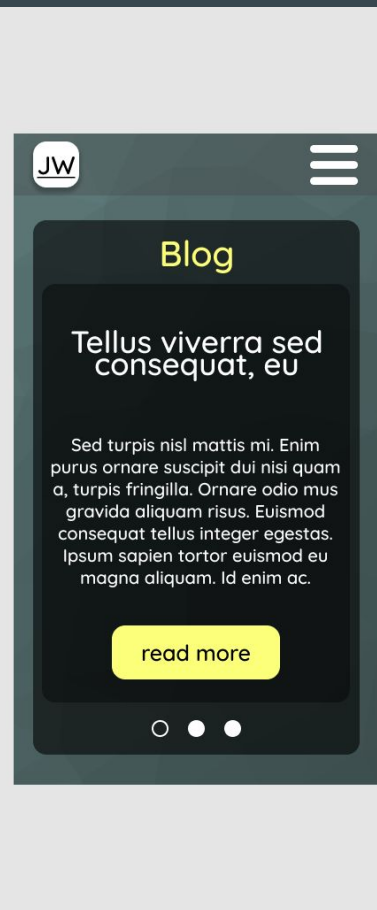 JW
Blog
Tellus viverra sed
consequat, eu
Sed turpis nisl mattis mi. Enim
purus ornare suscipit dui nisi quam
a, turpis fringilla. Ornare odio mus
gravida aliquam risus. Euismod
consequat tellus integer egestas.
Ipsum sapien tortor euismod eu
magna aliquam. Id enim ac.
read more